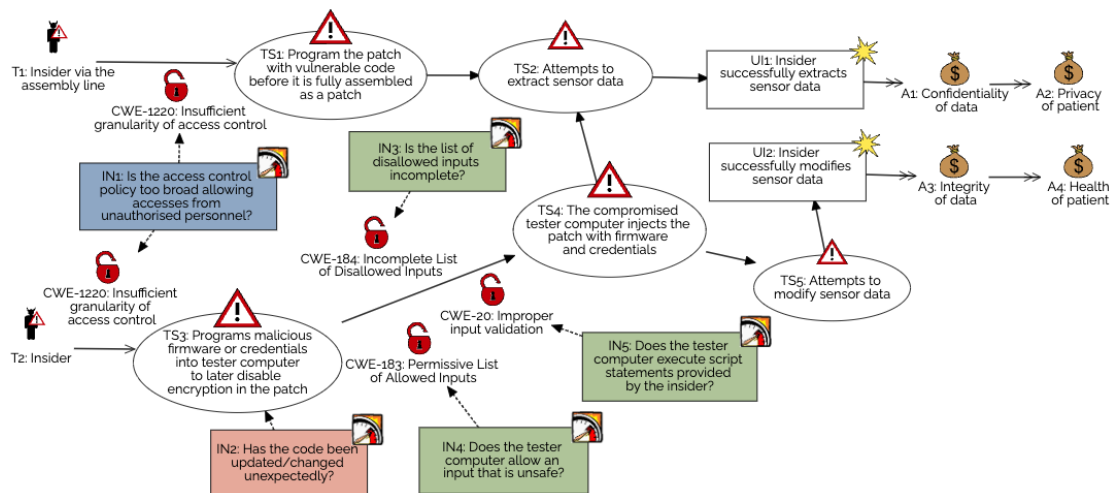 T1: Insider via the
assembly line
TS1: Program the patch
with vulnerable code
before it is fully assembled
as a patch
TS2: Attempts to
extract sensor data
UI1: Insider
successfully extracts
sensor data
$
A1: Confidentiality
of data
$
A2: Privacy
of patient
CWE-1220: Insufficient
granularity of access control
IN1: Is the access control
policy too broad allowing
accesses from
unauthorised personnel?
IN3: Is the list of
disallowed inputs
incomplete?
UI2: Insider
successfully modifies
sensor data
$
A3: Integrity
of data
$
A4: Health
of patient
TS4: The compromised
tester computer injects the
patch with firmware
and credentials
CWE-184: Incomplete List
of Disallowed Inputs
CWE-1220: Insufficient
granularity of
access control
TS5: Attempts to
modify sensor data
T2: Insider
TS3: Programs malicious
firmware or credentials
into tester computer
to later disable
encryption in the patch
CWE-20: Improper
input validation
CWE-183: Permissive List
of Allowed Inputs
IN5: Does the tester
computer execute script
statements provided
by the insider?
IN2: Has the code been
updated/changed
unexpectedly?
IN4: Does the tester
computer allow an
input that is unsafe?